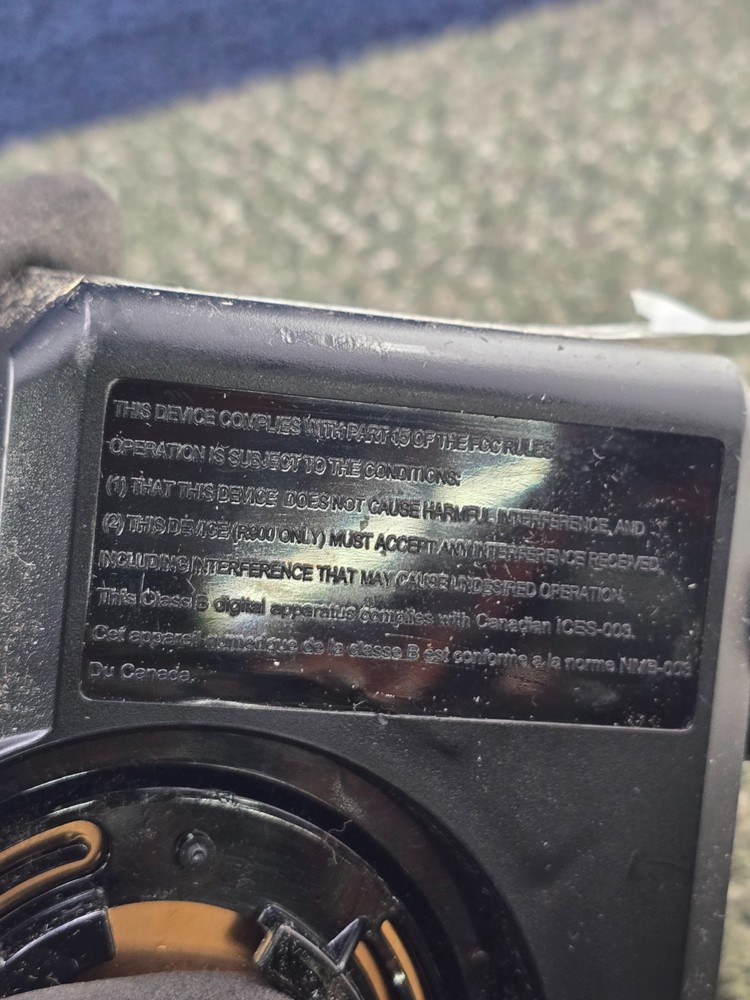 THIS DEVICE COMPLIES WITH PART 15 OF THE FCC RULES
OPERATION IS SUBJECT TO THE CONDITIONS:
(1) THAT THIS DEVICE DOES NOT CAUSE HARMFUL INTERFERENCE, AND
(2) THIS DEVICE (R600 ONLY) MUST ACCEPT ANY INTERFERENCE RECEIVED,
INCLUDING INTERFERENCE THAT MAY CAUSE UNDESIRED OPERATION.
This Class B digital apparatus complies with Canadian ICES-003.
Cet appareil numerique de la classe B est conforme a la norme NMB-003
Du Canada.